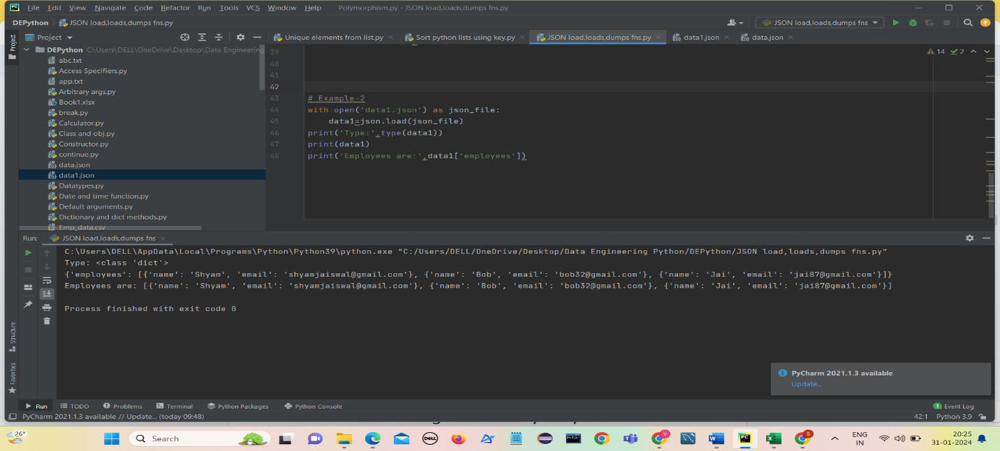 File Edit View Navigate Code Refactor Run Tools VCS Window Help Polymorphism.py - JSON load,loads,dumps fns.py
DEPython JSON load,loads,dumps fns.py
JSON load,loads,dumps fns
Project
Project
Unique elements from list.py
Sort python lists using key.py
JSON load,loads,dumps fns.py
data1.json
data.json
DEPython C:\Users\DELL\OneDrive\Desktop\Data Engineering
abc.txt
Access Specifiers.py
app.txt
Arbitrary args.py
Book1.xlsx
break.py
Calculator.py
Class and obj.py
Constructor.py
continue.py
data.json
data1.json
Datatypes.py
Date and time function.py
Default arguments.py
Dictionary and dict methods.py
Emp_data.csv
14 2
39
40
41
42
43 # Example-2
44 with open('data1.json') as json_file:
45 data1=json.load(json_file)
46 print('Type:',type(data1))
47 print(data1)
48 print('Employees are:',data1['employees'])
Run: JSON load,loads,dumps fns
C:\Users\DELL\AppData\Local\Programs\Python\Python39\python.exe "C:/Users/DELL/OneDrive/Desktop/Data Engineering Python/DEPython/JSON load,loads,dumps fns.py"
Type: <class 'dict'>
{'employees': [{'name': 'Shyam', 'email': 'shyamjaiswal@gmail.com'}, {'name': 'Bob', 'email': 'bob32@gmail.com'}, {'name': 'Jai', 'email': 'jai87@gmail.com'}]}
Employees are: [{'name': 'Shyam', 'email': 'shyamjaiswal@gmail.com'}, {'name': 'Bob', 'email': 'bob32@gmail.com'}, {'name': 'Jai', 'email': 'jai87@gmail.com'}]
Process finished with exit code 0
Structure
Favorites
PyCharm 2021.1.3 available
Update...
Run TODO Problems Terminal Python Packages Python Console
1 Event Log
PyCharm 2021.1.3 available // Update... (today 09:48)
42:1 Python 3.9
26°
Search
DELL
ENG
IN
20:25
31-01-2024